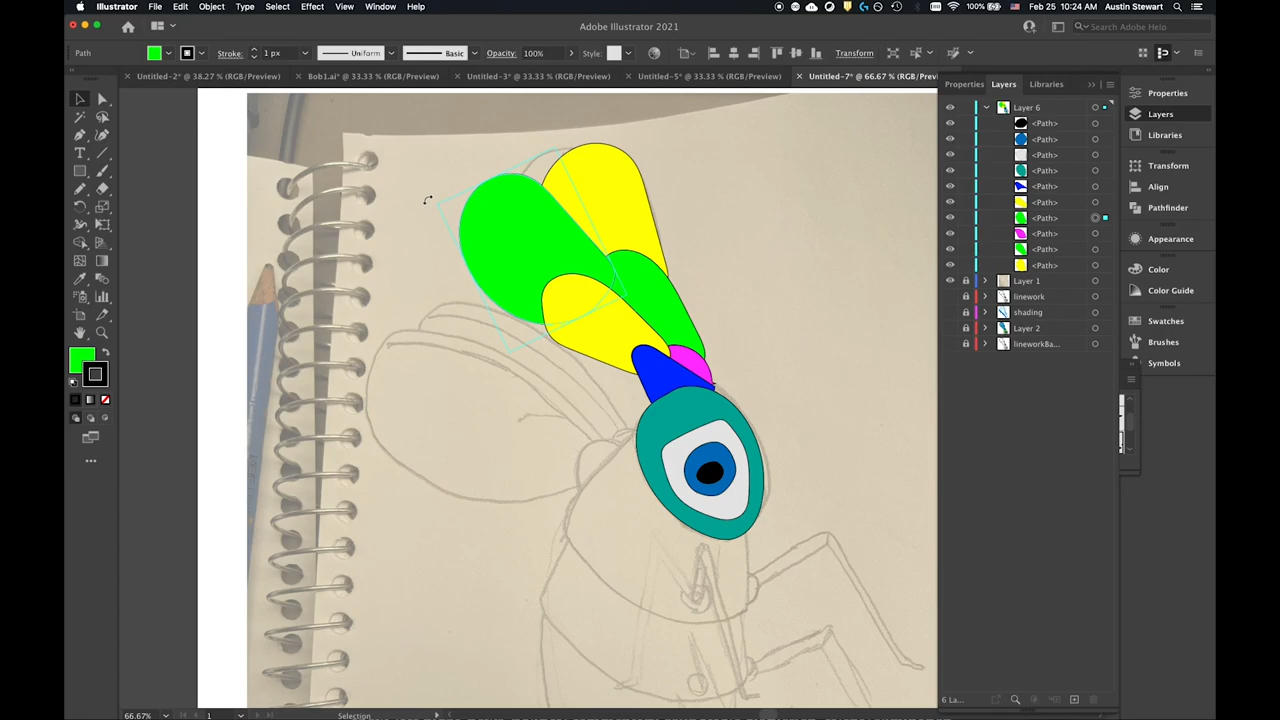 Illustrator File Edit Object Type Select Effect View Window Help 100% Feb 25 10:24 AM Austin Stewart
Adobe Illustrator 2021 Search Adobe Help
Path Stroke: 1 px Uniform Basic Opacity: 100% Style: Transform
Untitled-2* @ 38.27 % (RGB/Preview) Bob1.ai* @ 33.33 % (RGB/Preview) Untitled-3* @ 33.33 % (RGB/Preview) Untitled-5* @ 33.33 % (RGB/Preview) Untitled-7* @ 66.67 % (RGB/Previ
Properties Layers Libraries
Properties
Layer 6
Layers
<Path>
Libraries
<Path>
<Path>
Transform
<Path>
Align
<Path>
<Path>
Pathfinder
<Path>
<Path>
Appearance
<Path>
<Path>
Color
Layer 1
Color Guide
linework
shading
Swatches
Layer 2
Brushes
lineworkBa...
Symbols
6 La...
66.67% 1 Selection